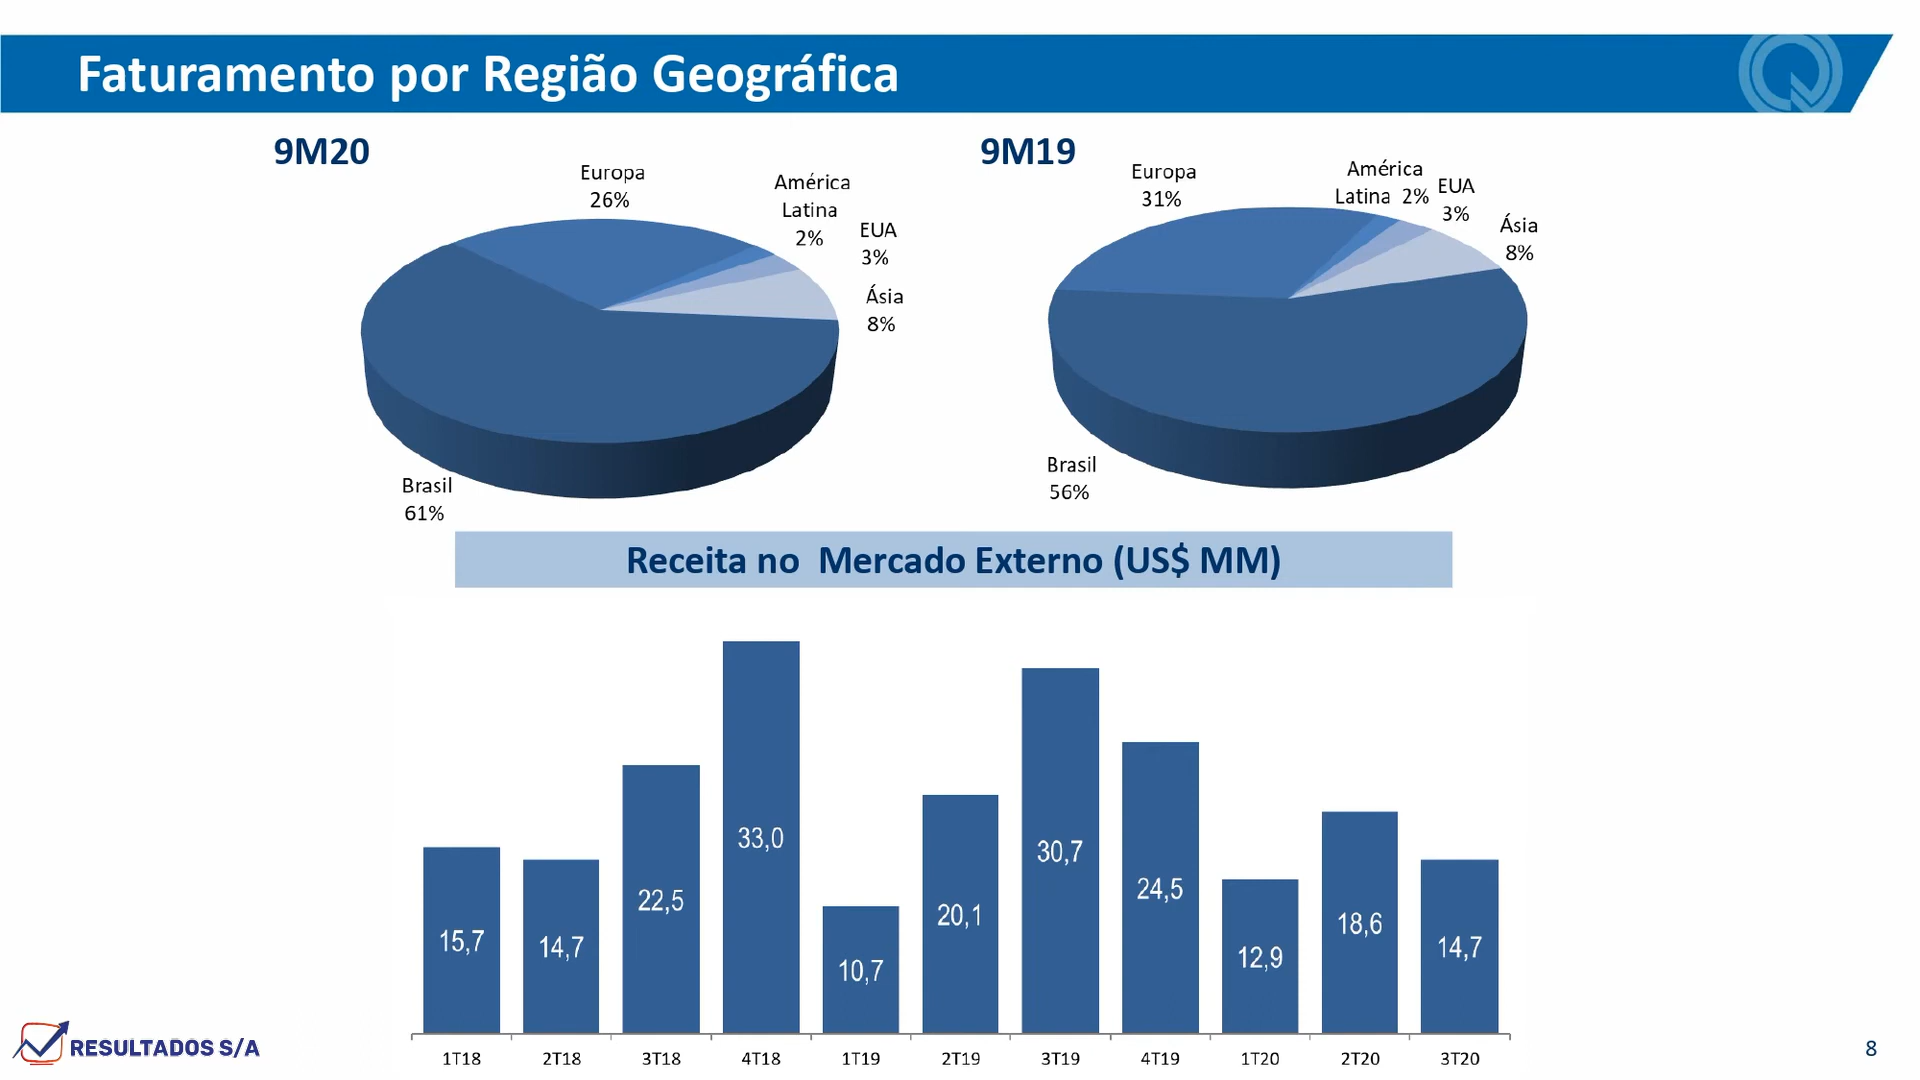 Faturamento por Região Geográfica
9M20
Europa
26%
América
Latina
2%
EUA
3%
Ásia
8%
Brasil
61%
9M19
Europa
31%
América
Latina 2%
EUA
3%
Ásia
8%
Brasil
56%
Receita no Mercado Externo (US$ MM)
15,7
14,7
22,5
33,0
10,7
20,1
30,7
24,5
12,9
18,6
14,7
1T18 2T18 3T18 4T18 1T19 2T19 3T19 4T19 1T20 2T20 3T20
RESULTADOS S/A
8